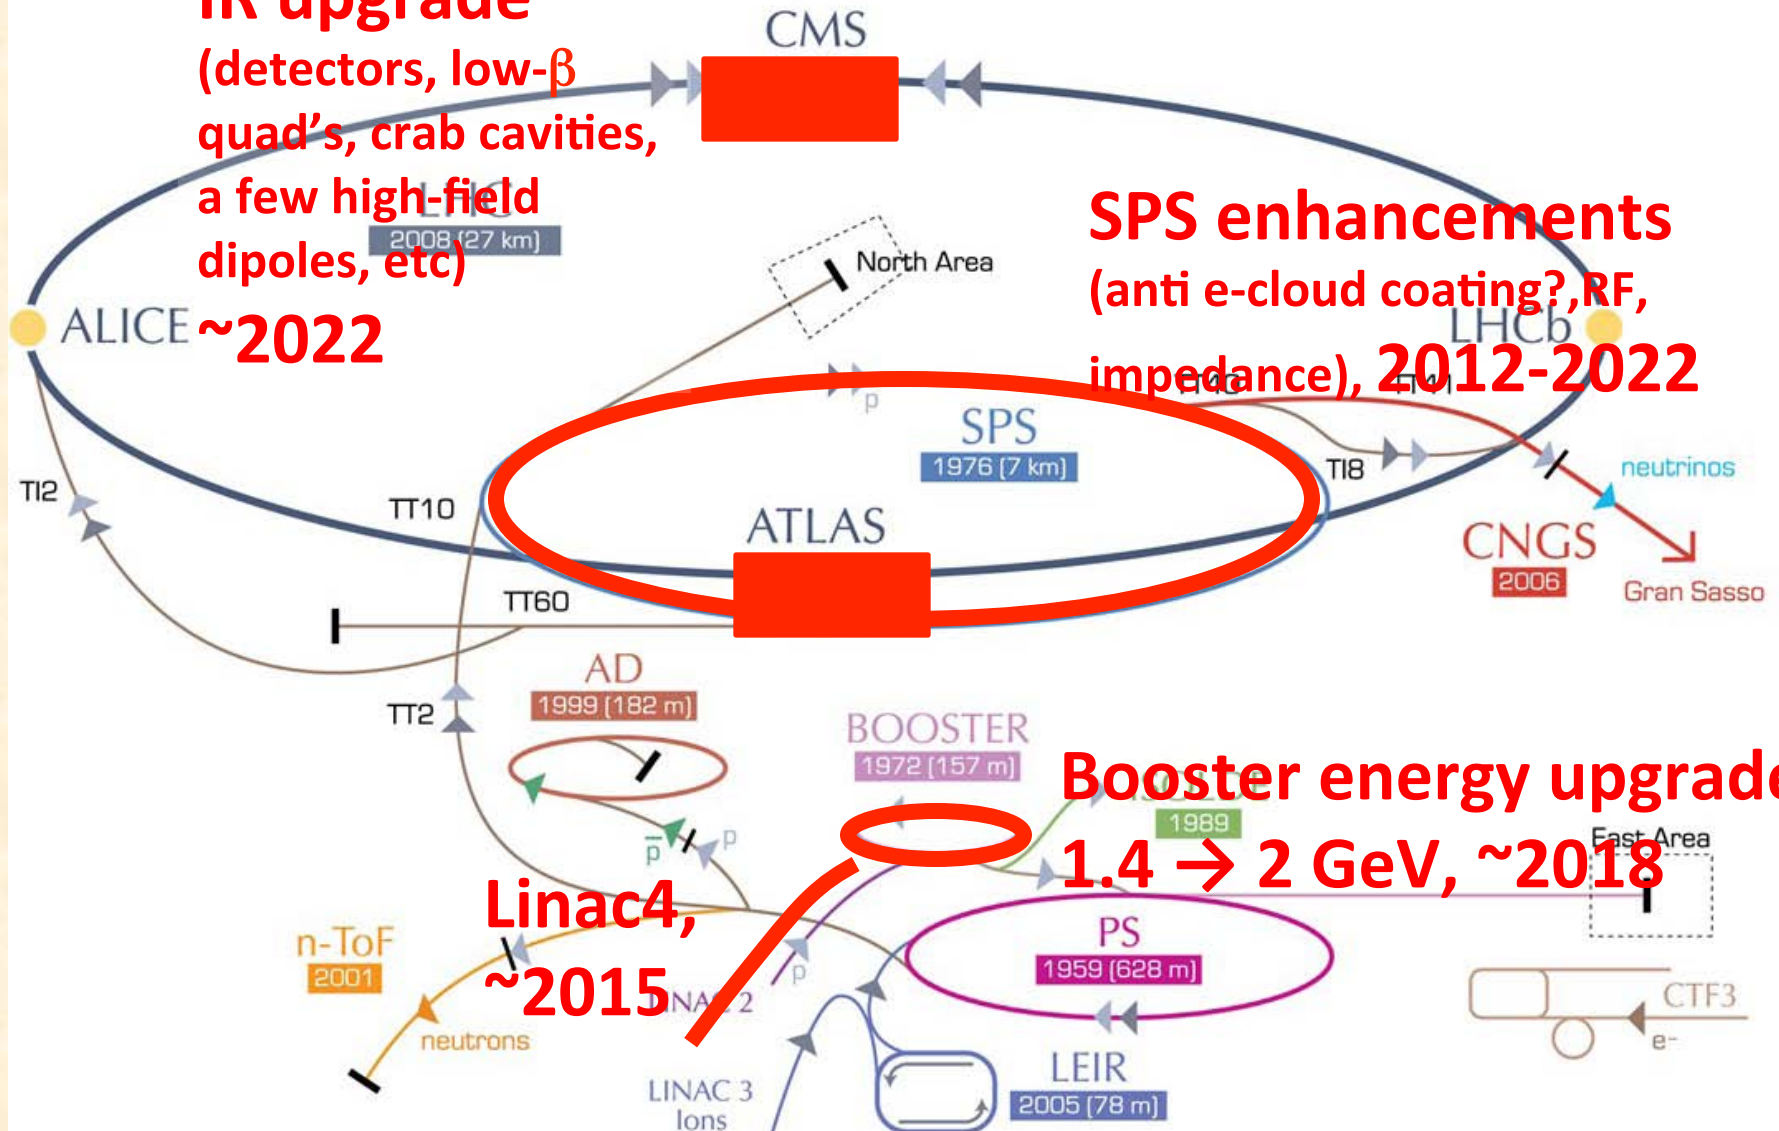 IR upgrade
(detectors, low-β
quad's, crab cavities,
a few high-field
dipoles, etc)
~2022
CMS
LHC
2008 (27 km)
North Area
SPS enhancements
(anti e-cloud coating?,RF,
impedance), 2012-2022
ALICE
LHCb
TT41
p
SPS
1976 (7 km)
TI8
neutrinos
TI2
TT10
ATLAS
CNGS
2006
Gran Sasso
TT60
AD
1999 (182 m)
TT2
BOOSTER
1972 (157 m)
Booster energy upgrade
1.4 → 2 GeV, ~2018
1989
East Area
p̅
p
Linac4,
~2015
n-ToF
2001
neutrons
p
LINAC 2
PS
1959 (628 m)
CTF3
e-
LEIR
2005 (78 m)
LINAC 3
Ions